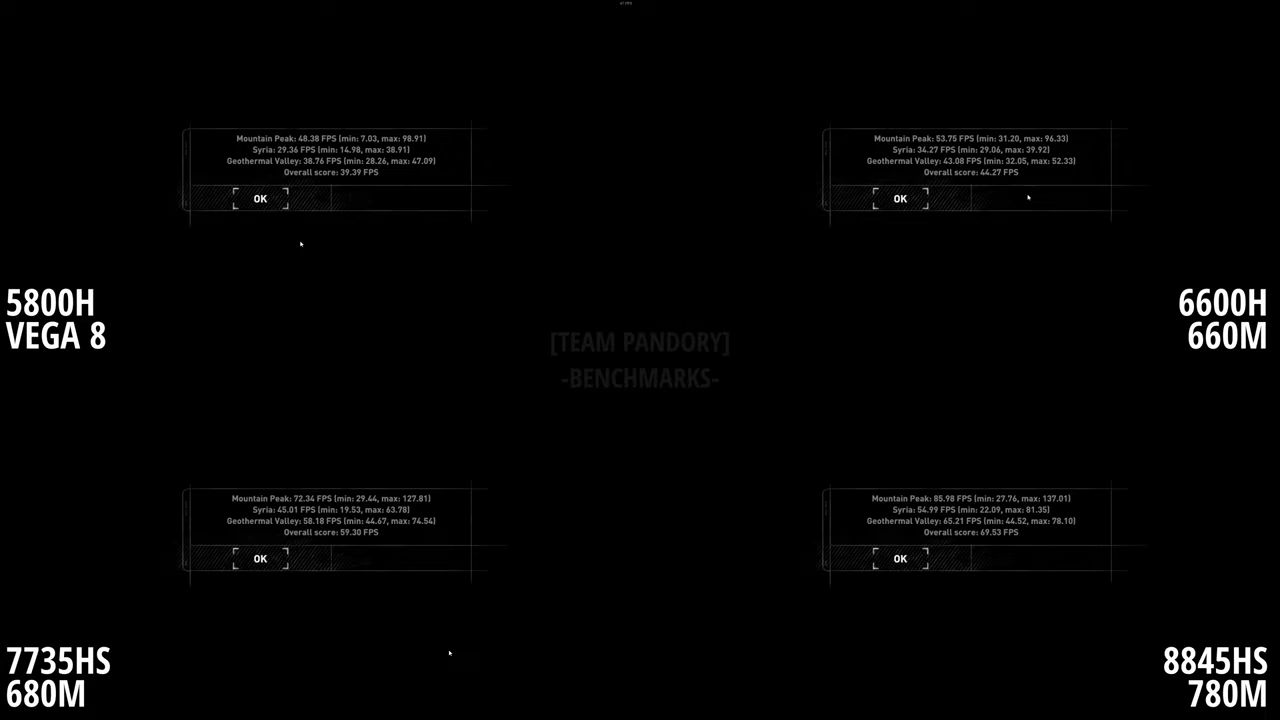 Mountain Peak: 48.38 FPS (min: 7.03, max: 98.91)
Syria: 29.36 FPS (min: 14.98, max: 38.91)
Geothermal Valley: 38.76 FPS (min: 28.26, max: 47.09)
Overall score: 39.39 FPS
OK
5800H
VEGA 8
Mountain Peak: 53.75 FPS (min: 31.20, max: 96.33)
Syria: 34.27 FPS (min: 29.06, max: 39.92)
Geothermal Valley: 43.08 FPS (min: 32.05, max: 52.33)
Overall score: 44.27 FPS
OK
6600H
660M
[TEAM PANDORY]
-BENCHMARKS-
Mountain Peak: 72.34 FPS (min: 29.44, max: 127.81)
Syria: 45.01 FPS (min: 19.53, max: 63.78)
Geothermal Valley: 58.18 FPS (min: 44.67, max: 74.54)
Overall score: 59.30 FPS
OK
7735HS
680M
Mountain Peak: 85.98 FPS (min: 27.76, max: 137.01)
Syria: 54.99 FPS (min: 22.09, max: 81.35)
Geothermal Valley: 65.21 FPS (min: 44.52, max: 78.10)
Overall score: 69.53 FPS
OK
8845HS
780M